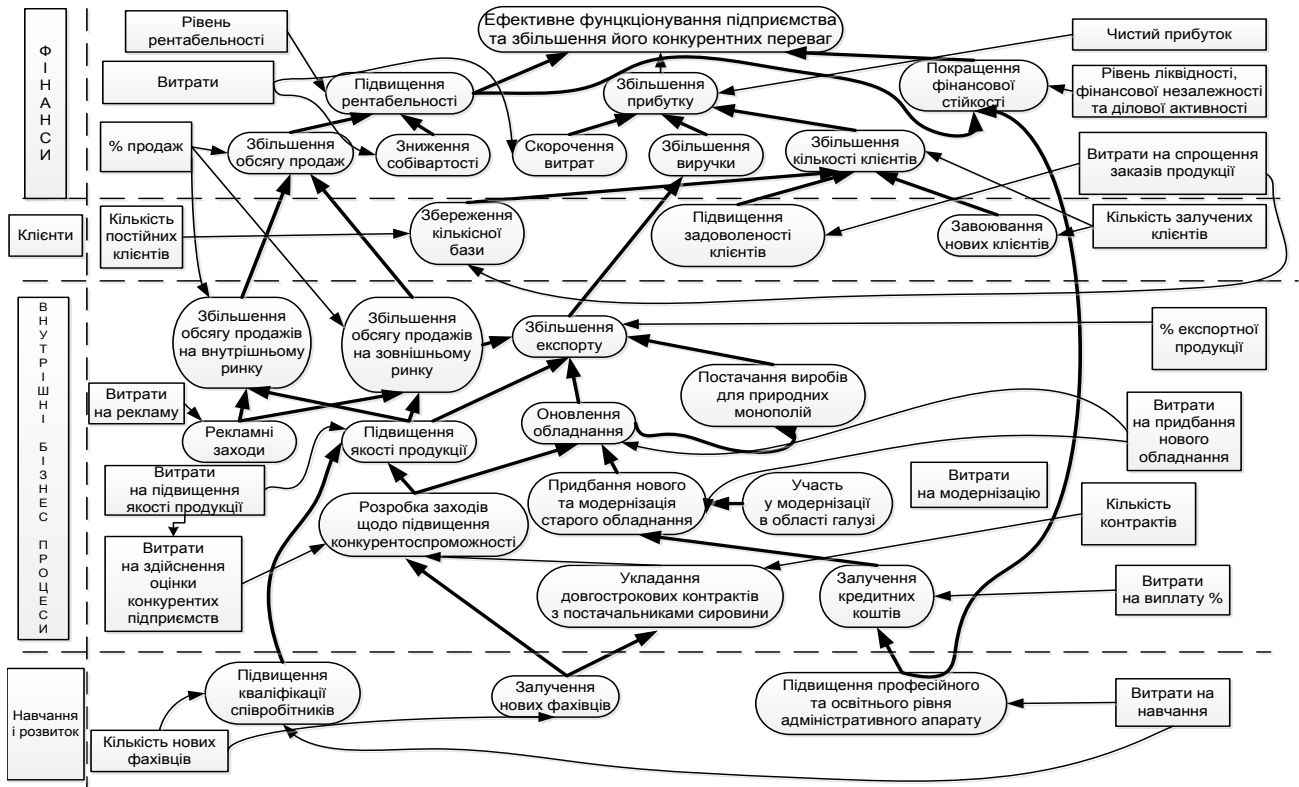 ФІНАНСИ
Рівень
рентабельності
Ефективне фунцкціонування підприємства
та збільшення його конкурентних переваг
Чистий прибуток
Витрати
Підвищення
рентабельності
Збільшення
прибутку
Покращення
фінансової
стійкості
Рівень ліквідності,
фінансової незалежності
та ділової активності
% продаж
Збільшення
обсягу продаж
Зниження
собівартості
Скорочення
витрат
Збільшення
виручки
Збільшення
кількості клієнтів
Витрати на спрощення
заказів продукції
Клієнти
Кількість
постійних
клієнтів
Збереження
кількісної
бази
Підвищення
задоволеності
клієнтів
Завоювання
нових клієнтів
Кількість залучених
клієнтів
ВНУТРІШНІ БІЗНЕС ПРОЦЕСИ
Збільшення
обсягу продажів
на внутрішньому
ринку
Збільшення
обсягу продажів
на зовнішньому
ринку
Збільшення
експорту
% експортної
продукції
Витрати
на рекламу
Постачання виробів
для природних
монополій
Рекламні
заходи
Підвищення
якості продукції
Оновлення
обладнання
Витрати
на придбання
нового
обладнання
Витрати
на підвищення
якості продукції
Розробка заходів
щодо підвищення
конкурентоспроможності
Придбання нового
та модернізація
старого обладнання
Участь
у модернізації
в області галузі
Витрати
на модернізацію
Кількість
контрактів
Витрати
на здійснення
оцінки
конкурентих
підприємств
Укладання
довгострокових контрактів
з постачальниками сировини
Залучення
кредитних
коштів
Витрати
на виплату %
Навчання
і розвиток
Підвищення
кваліфікації
співробітників
Залучення
нових фахівців
Підвищення професійного
та освітнього рівня
адміністративного апарату
Витрати на
навчання
Кількість нових
фахівців